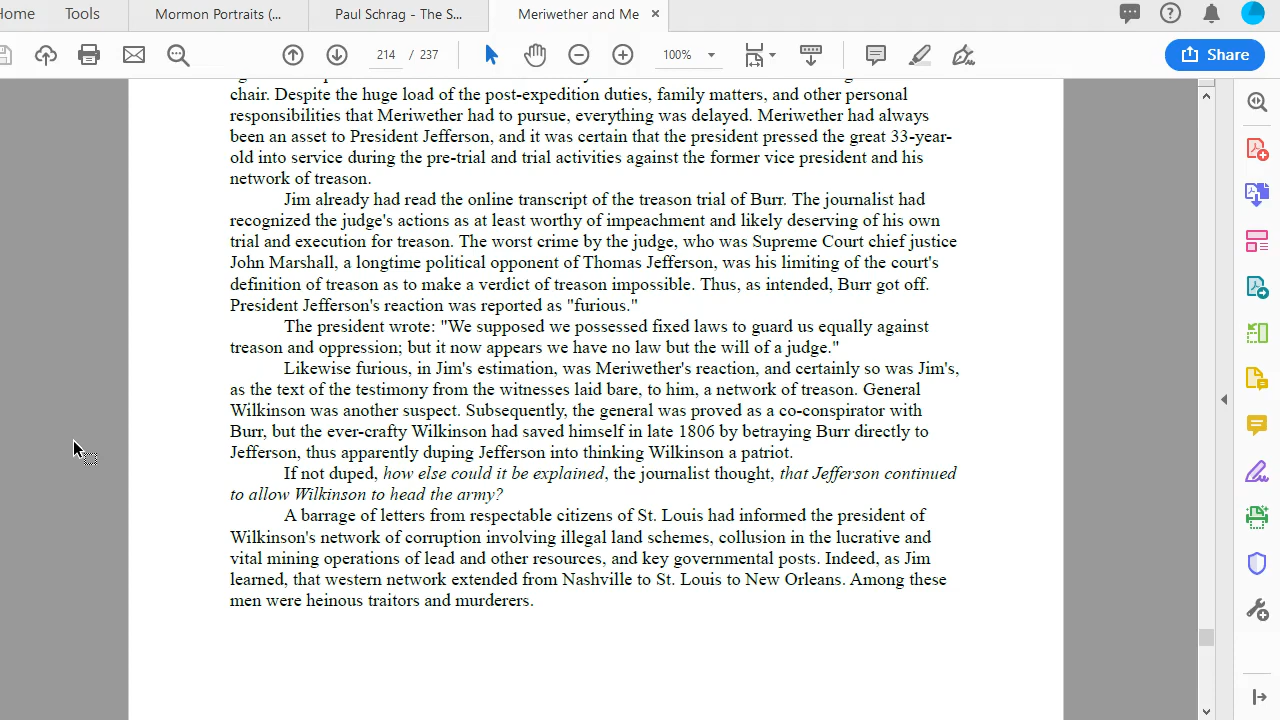 Home Tools Mormon Portraits (... Paul Schrag - The S... Meriwether and Me ×
214 / 237 100% Share
chair. Despite the huge load of the post-expedition duties, family matters, and other personal
responsibilities that Meriwether had to pursue, everything was delayed. Meriwether had always
been an asset to President Jefferson, and it was certain that the president pressed the great 33-year-
old into service during the pre-trial and trial activities against the former vice president and his
network of treason.
Jim already had read the online transcript of the treason trial of Burr. The journalist had
recognized the judge's actions as at least worthy of impeachment and likely deserving of his own
trial and execution for treason. The worst crime by the judge, who was Supreme Court chief justice
John Marshall, a longtime political opponent of Thomas Jefferson, was his limiting of the court's
definition of treason as to make a verdict of treason impossible. Thus, as intended, Burr got off.
President Jefferson's reaction was reported as "furious."
The president wrote: "We supposed we possessed fixed laws to guard us equally against
treason and oppression; but it now appears we have no law but the will of a judge."
Likewise furious, in Jim's estimation, was Meriwether's reaction, and certainly so was Jim's,
as the text of the testimony from the witnesses laid bare, to him, a network of treason. General
Wilkinson was another suspect. Subsequently, the general was proved as a co-conspirator with
Burr, but the ever-crafty Wilkinson had saved himself in late 1806 by betraying Burr directly to
Jefferson, thus apparently duping Jefferson into thinking Wilkinson a patriot.
If not duped, how else could it be explained, the journalist thought, that Jefferson continued
to allow Wilkinson to head the army?
A barrage of letters from respectable citizens of St. Louis had informed the president of
Wilkinson's network of corruption involving illegal land schemes, collusion in the lucrative and
vital mining operations of lead and other resources, and key governmental posts. Indeed, as Jim
learned, that western network extended from Nashville to St. Louis to New Orleans. Among these
men were heinous traitors and murderers.